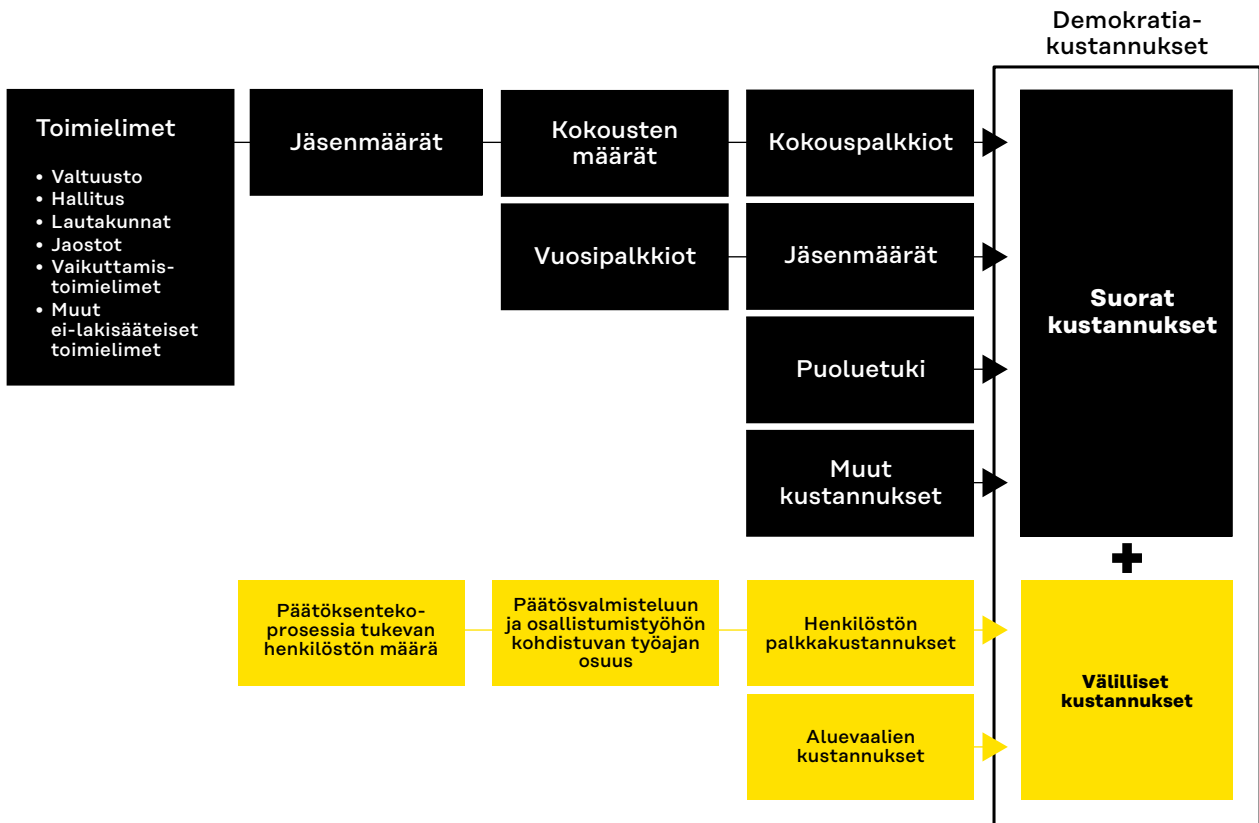 Demokratia-
kustannukset
Toimielimet
• Valtuusto
• Hallitus
• Lautakunnat
• Jaostot
• Vaikuttamis-
toimielimet
• Muut
ei-lakisääteiset
toimielimet
Jäsenmäärät
Kokousten
määrät
Kokouspalkkiot
Vuosipalkkiot
Jäsenmäärät
Puoluetuki
Muut
kustannukset
Suorat
kustannukset
+
Päätöksenteko-
prosessia tukevan
henkilöstön määrä
Päätösvalmisteluun
ja osallistumistyöhön
kohdistuvan työajan
osuus
Henkilöstön
palkkakustannukset
Aluevaalien
kustannukset
Välilliset
kustannukset